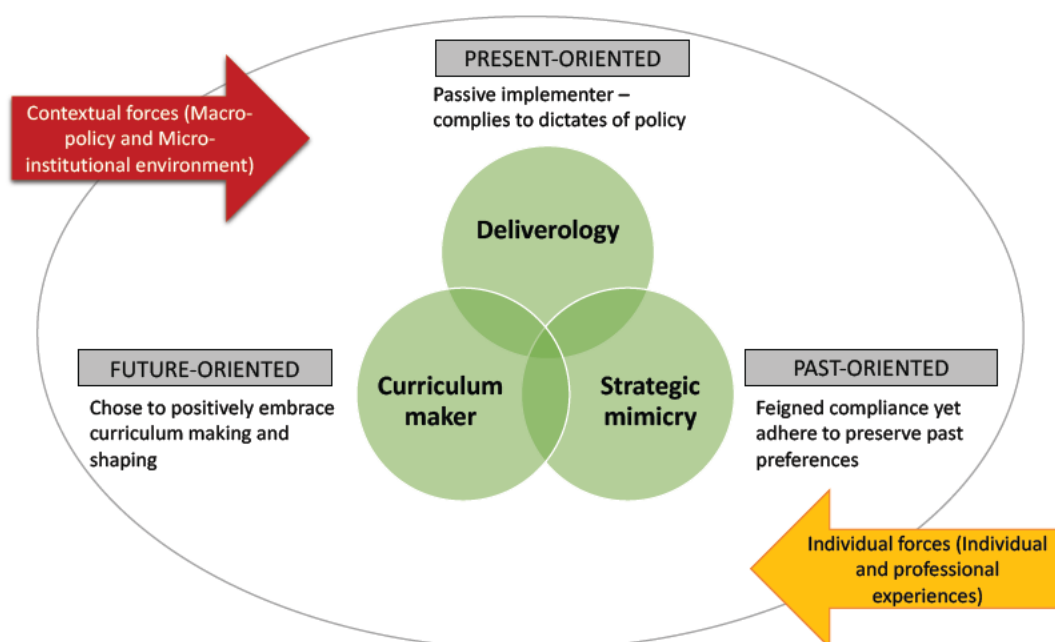 PRESENT-ORIENTED
Passive implementer –
complies to dictates of policy
Contextual forces (Macro-
policy and Micro-
institutional environment)
Deliverology
FUTURE-ORIENTED
Chose to positively embrace
curriculum making and
shaping
Curriculum
maker
Strategic
mimicry
PAST-ORIENTED
Feigned compliance yet
adhere to preserve past
preferences
Individual forces (Individual
and professional
experiences)